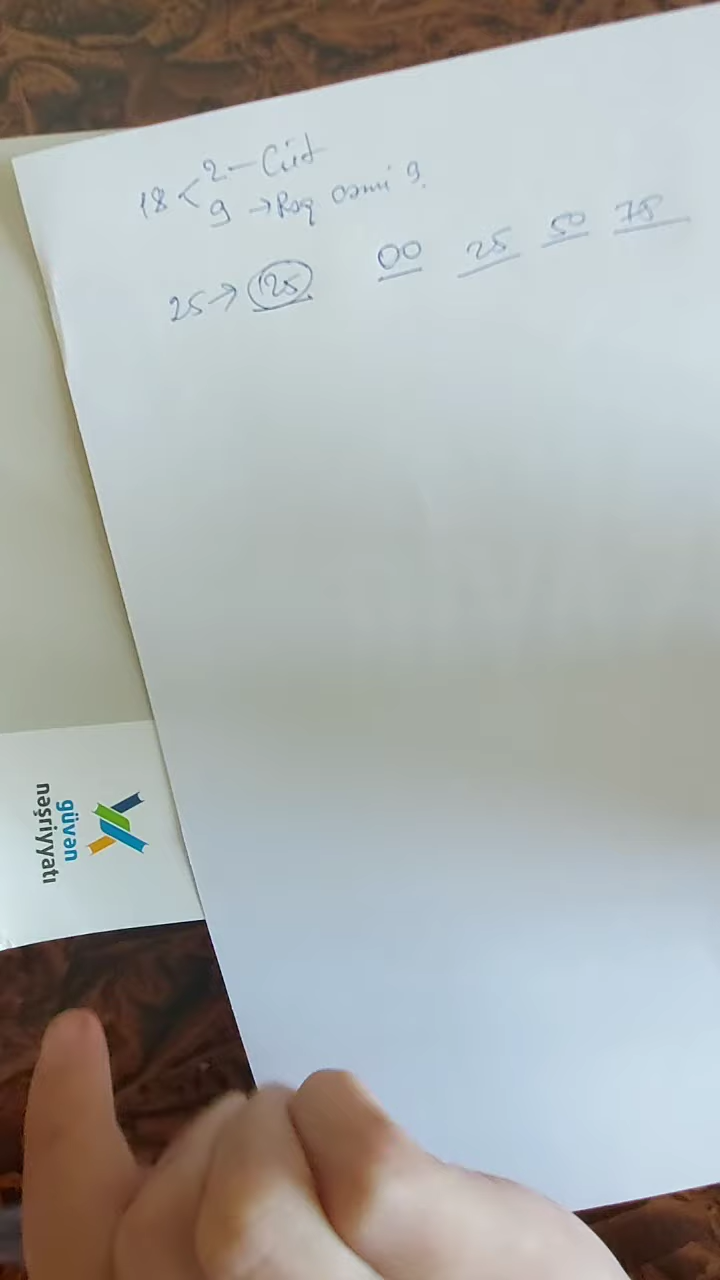 18 < 2 — Cüt
9 → Rəq cəmi 9.
25 → 125 00 25 50 75
güvən
nəşriyyatı